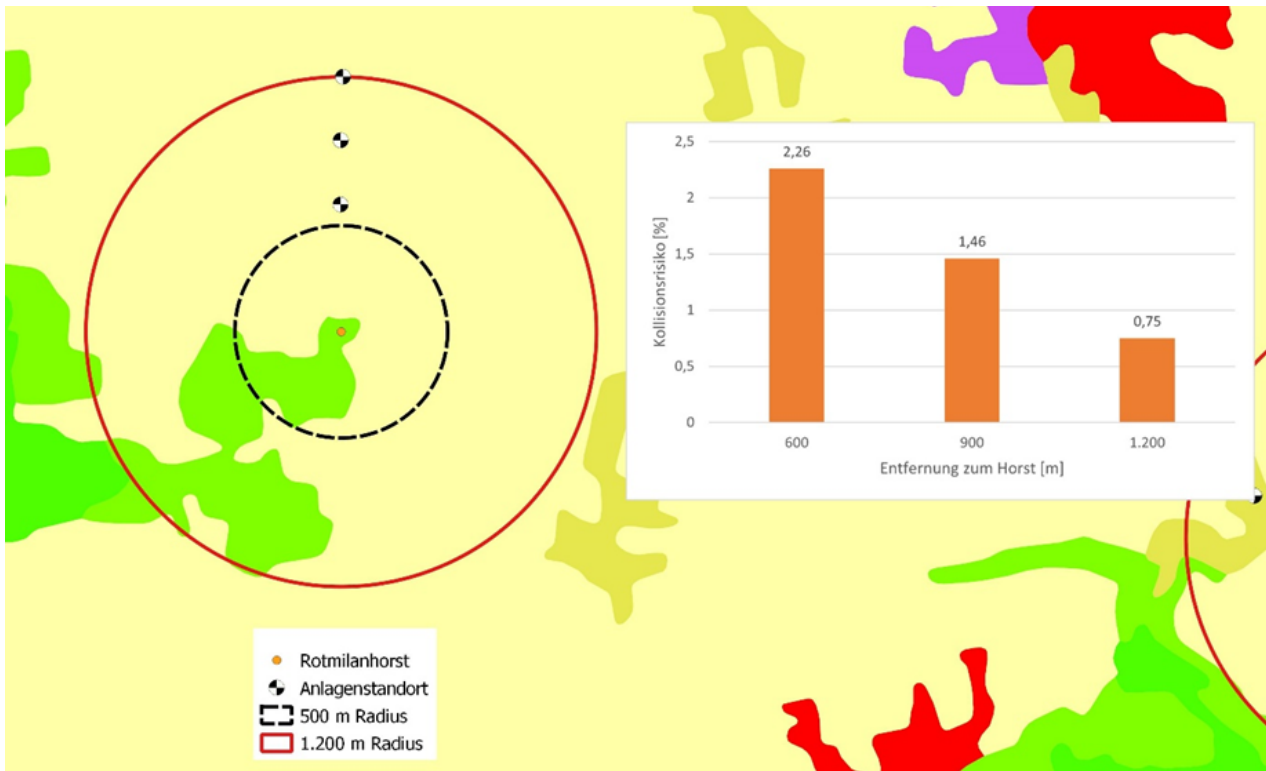 Kollisionsrisiko [%]
2,5
2
1,5
1
0,5
0
2,26
1,46
0,75
600
900
1.200
Entfernung zum Horst [m]
Rotmilanhorst
Anlagenstandort
500 m Radius
1.200 m Radius